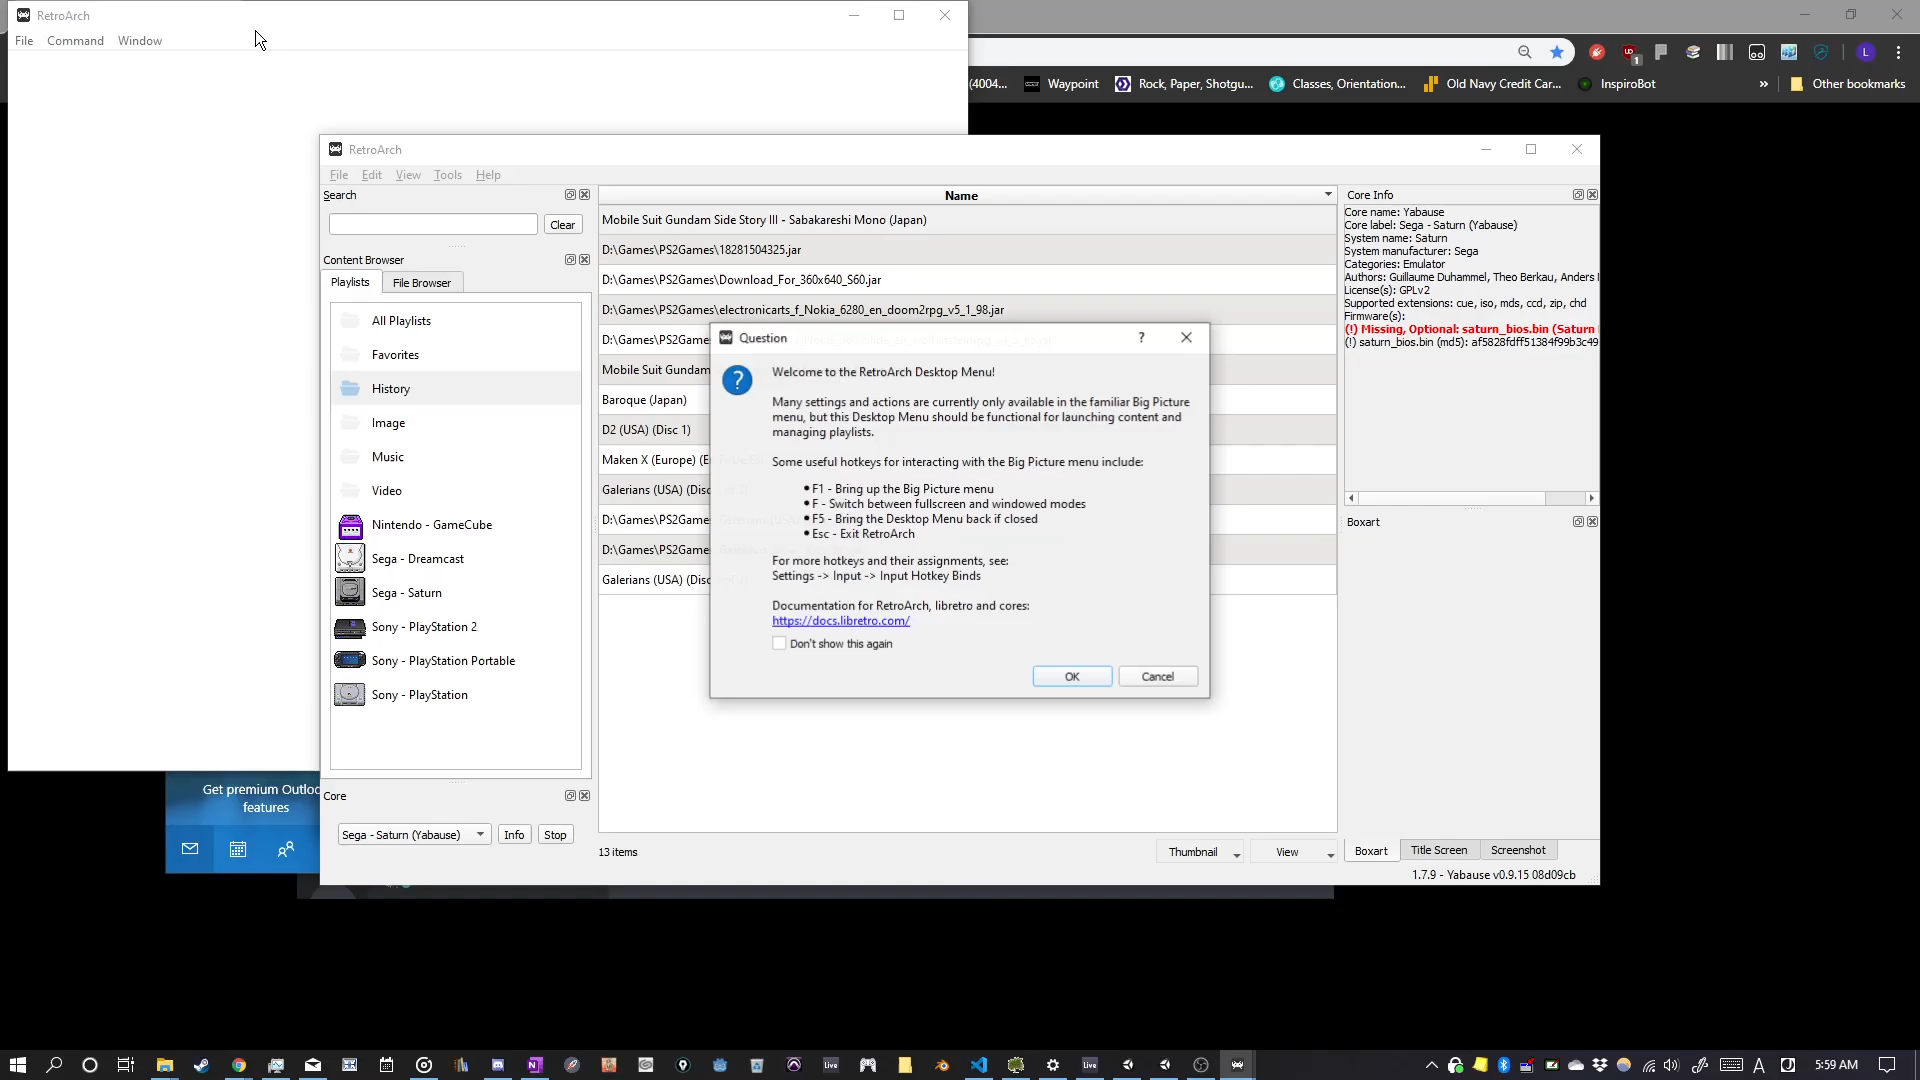 RetroArch
File Command Window
(4004...
Waypoint
Rock, Paper, Shotgu...
Classes, Orientation...
Old Navy Credit Car...
InspiroBot
»
Other bookmarks
L
1
RetroArch
File Edit View Tools Help
Search
Clear
Content Browser
Playlists
File Browser
All Playlists
Favorites
History
Image
Music
Video
Nintendo - GameCube
Sega - Dreamcast
Sega - Saturn
Sony - PlayStation 2
Sony - PlayStation Portable
Sony - PlayStation
Core
Sega - Saturn (Yabause)
Info
Stop
Name
Mobile Suit Gundam Side Story III - Sabakareshi Mono (Japan)
D:\Games\PS2Games\18281504325.jar
D:\Games\PS2Games\Download_For_360x640_S60.jar
D:\Games\PS2Games\electronicarts_f_Nokia_6280_en_doom2rpg_v5_1_98.jar
D:\Games\PS2Games
Mobile Suit Gundam
Baroque (Japan)
D2 (USA) (Disc 1)
Maken X (Europe)
Galerians (USA) (Disc
D:\Games\PS2Games
D:\Games\PS2Games
Galerians (USA) (Disc
13 items
Thumbnail
View
Question
?
Welcome to the RetroArch Desktop Menu!
Many settings and actions are currently only available in the familiar Big Picture
menu, but this Desktop Menu should be functional for launching content and
managing playlists.
Some useful hotkeys for interacting with the Big Picture menu include:
• F1 - Bring up the Big Picture menu
• F - Switch between fullscreen and windowed modes
• F5 - Bring the Desktop Menu back if closed
• Esc - Exit RetroArch
For more hotkeys and their assignments, see:
Settings -> Input -> Input Hotkey Binds
Documentation for RetroArch, libretro and cores:
https://docs.libretro.com/
Don't show this again
OK
Cancel
Core Info
Core name: Yabause
Core label: Sega - Saturn (Yabause)
System name: Saturn
System manufacturer: Sega
Categories: Emulator
Authors: Guillaume Duhammel, Theo Berkau, Anders
License(s): GPLv2
Supported extensions: cue, iso, mds, ccd, zip, chd
Firmware(s):
(!) Missing, Optional: saturn_bios.bin (Saturn
(!) saturn_bios.bin (md5): af5828fdff51384f99b3c49
Boxart
Boxart
Title Screen
Screenshot
1.7.9 - Yabause v0.9.15 08d09cb
Get premium Outloo
features
Live
Live
A
5:59 AM